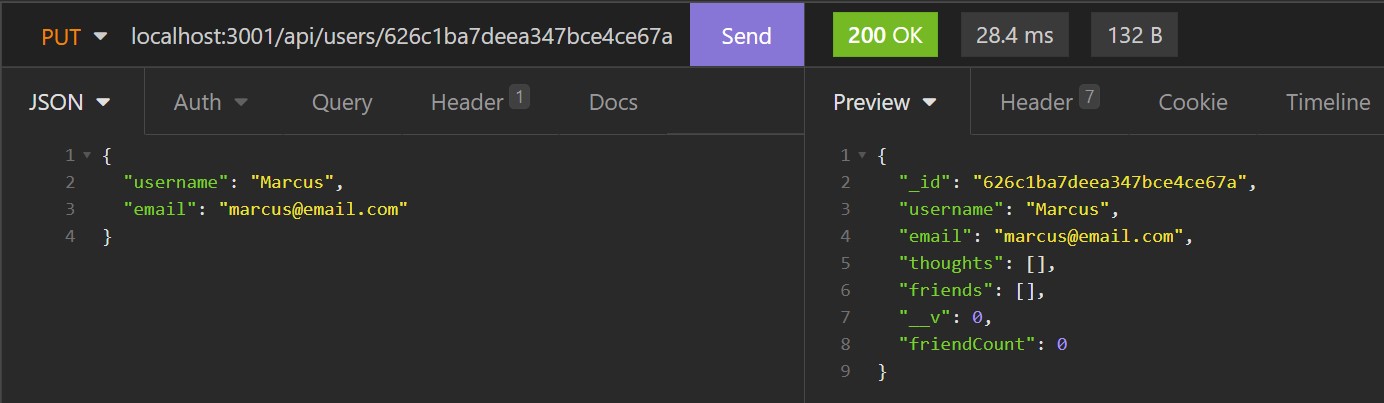 PUT localhost:3001/api/users/626c1ba7deea347bce4ce67a Send 200 OK 28.4 ms 132 B
JSON Auth Query Header 1 Docs
Preview Header 7 Cookie Timeline
1 {
2 "username": "Marcus",
3 "email": "marcus@email.com"
4 }
1 {
2 "_id": "626c1ba7deea347bce4ce67a",
3 "username": "Marcus",
4 "email": "marcus@email.com",
5 "thoughts": [],
6 "friends": [],
7 "__v": 0,
8 "friendCount": 0
9 }